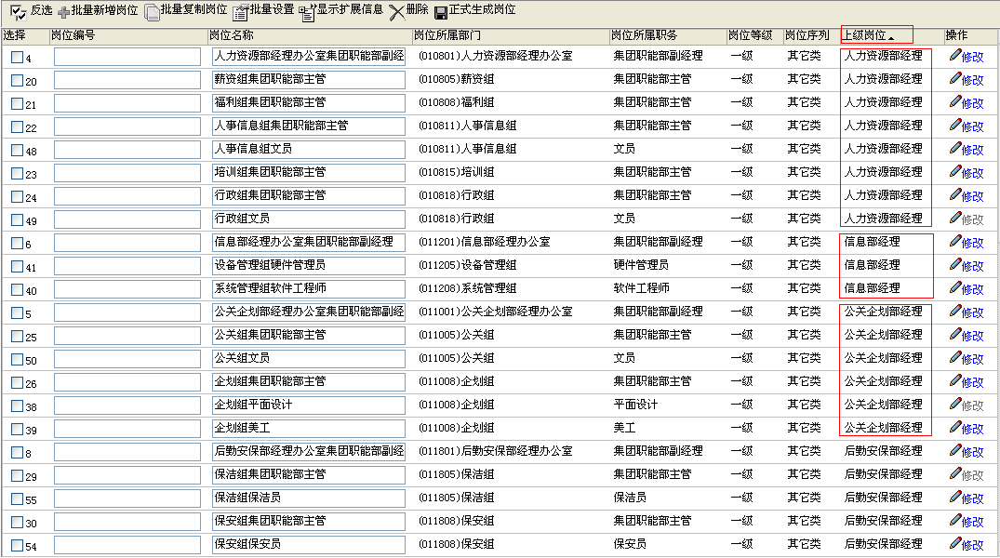 反选 批量新增岗位 批量复制岗位 批量设置 显示扩展信息 删除 正式生成岗位
选择 岗位编号 岗位名称 岗位所属部门 岗位所属职务 岗位等级 岗位序列 上级岗位▲ 操作
4 人力资源部经理办公室集团职能部副经 (010801)人力资源部经理办公室 集团职能部副经理 一级 其它类 人力资源部经理 修改
20 薪资组集团职能部主管 (010805)薪资组 集团职能部主管 一级 其它类 人力资源部经理 修改
21 福利组集团职能部主管 (010808)福利组 集团职能部主管 一级 其它类 人力资源部经理 修改
22 人事信息组集团职能部主管 (010811)人事信息组 集团职能部主管 一级 其它类 人力资源部经理 修改
48 人事信息组文员 (010811)人事信息组 文员 一级 其它类 人力资源部经理 修改
23 培训组集团职能部主管 (010815)培训组 集团职能部主管 一级 其它类 人力资源部经理 修改
24 行政组集团职能部主管 (010818)行政组 集团职能部主管 一级 其它类 人力资源部经理 修改
49 行政组文员 (010818)行政组 文员 一级 其它类 人力资源部经理 修改
6 信息部经理办公室集团职能部副经理 (011201)信息部经理办公室 集团职能部副经理 一级 其它类 信息部经理 修改
41 设备管理组硬件管理员 (011205)设备管理组 硬件管理员 一级 其它类 信息部经理 修改
40 系统管理组软件工程师 (011208)系统管理组 软件工程师 一级 其它类 信息部经理 修改
5 公关企划部经理办公室集团职能部副经 (011001)公关企划部经理办公室 集团职能部副经理 一级 其它类 公关企划部经理 修改
25 公关组集团职能部主管 (011005)公关组 集团职能部主管 一级 其它类 公关企划部经理 修改
50 公关组文员 (011005)公关组 文员 一级 其它类 公关企划部经理 修改
26 企划组集团职能部主管 (011008)企划组 集团职能部主管 一级 其它类 公关企划部经理 修改
38 企划组平面设计 (011008)企划组 平面设计 一级 其它类 公关企划部经理 修改
39 企划组美工 (011008)企划组 美工 一级 其它类 公关企划部经理 修改
8 后勤安保部经理办公室集团职能部副经 (011801)后勤安保部经理办公室 集团职能部副经理 一级 其它类 后勤安保部经理 修改
29 保洁组集团职能部主管 (011805)保洁组 集团职能部主管 一级 其它类 后勤安保部经理 修改
55 保洁组保洁员 (011805)保洁组 保洁员 一级 其它类 后勤安保部经理 修改
30 保安组集团职能部主管 (011808)保安组 集团职能部主管 一级 其它类 后勤安保部经理 修改
54 保安组保安员 (011808)保安组 保安员 一级 其它类 后勤安保部经理 修改